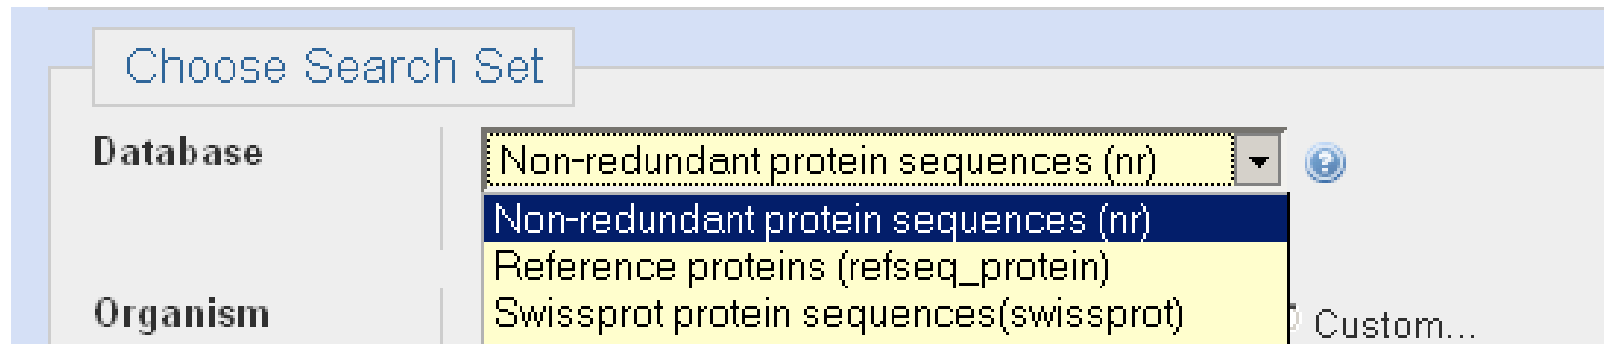 Choose Search Set
Database
Non-redundant protein sequences (nr)
Non-redundant protein sequences (nr)
Reference proteins (refseq_protein)
Swissprot protein sequences(swissprot)
Organism
Custom...